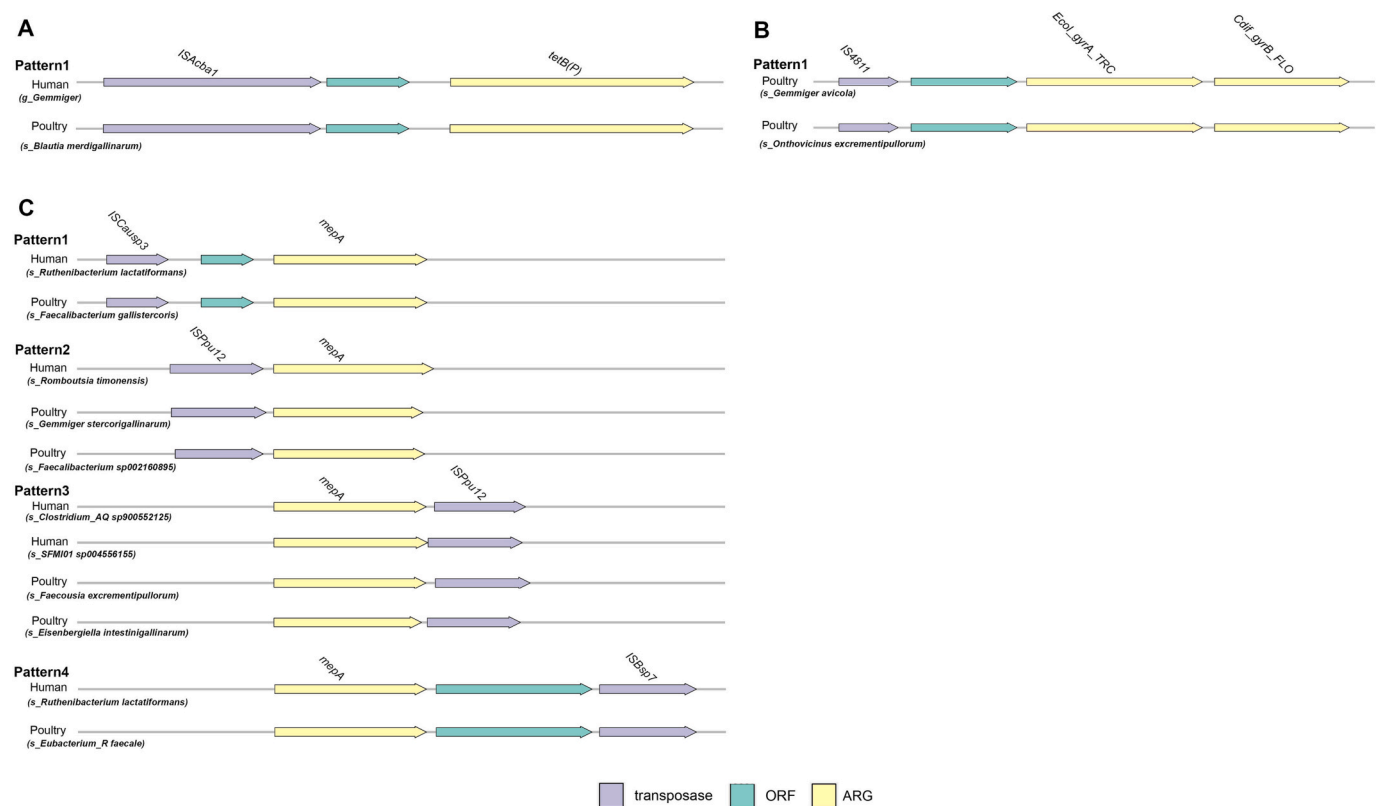 A
ISAcba1
tetB(P)
Pattern1
Human
(g_Gemmiger)
Poultry
(s_Blautia merdigallinarum)
B
IS4811
Ecol_gyrA_TRC
Cdif_gyrB_FLO
Pattern1
Poultry
(s_Gemmiger avicola)
Poultry
(s_Onthovicinus excrementipullorum)
C
ISCausp3
mepA
Pattern1
Human
(s_Ruthenibacterium lactatiformans)
Poultry
(s_Faecalibacterium gallistercoris)
ISPpu12
mepA
Pattern2
Human
(s_Romboutsia timonensis)
Poultry
(s_Gemmiger stercorigallinarum)
Poultry
(s_Faecalibacterium sp002160895)
mepA
ISPpu12
Pattern3
Human
(s_Clostridium_AQ sp900552125)
Human
(s_SFMI01 sp004556155)
Poultry
(s_Faecousia excrementipullorum)
Poultry
(s_Eisenbergiella intestinigallinarum)
mepA
ISBsp7
Pattern4
Human
(s_Ruthenibacterium lactatiformans)
Poultry
(s_Eubacterium_R faecale)
transposase ORF ARG